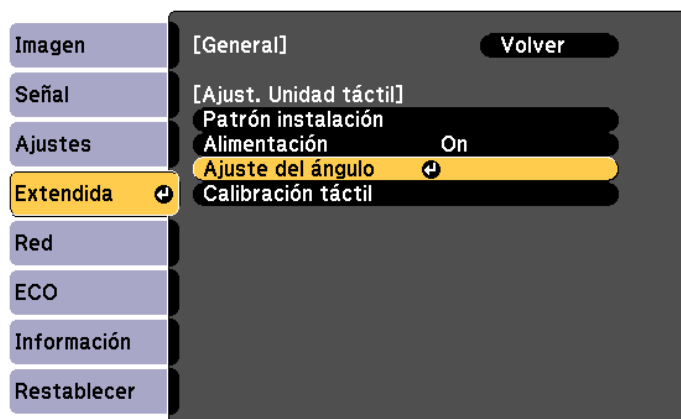 Imagen
Señal
Ajustes
Extendida
Red
ECO
Información
Restablecer
[General] Volver
[Ajust. Unidad táctil]
Patrón instalación
Alimentación On
Ajuste del ángulo
Calibración táctil